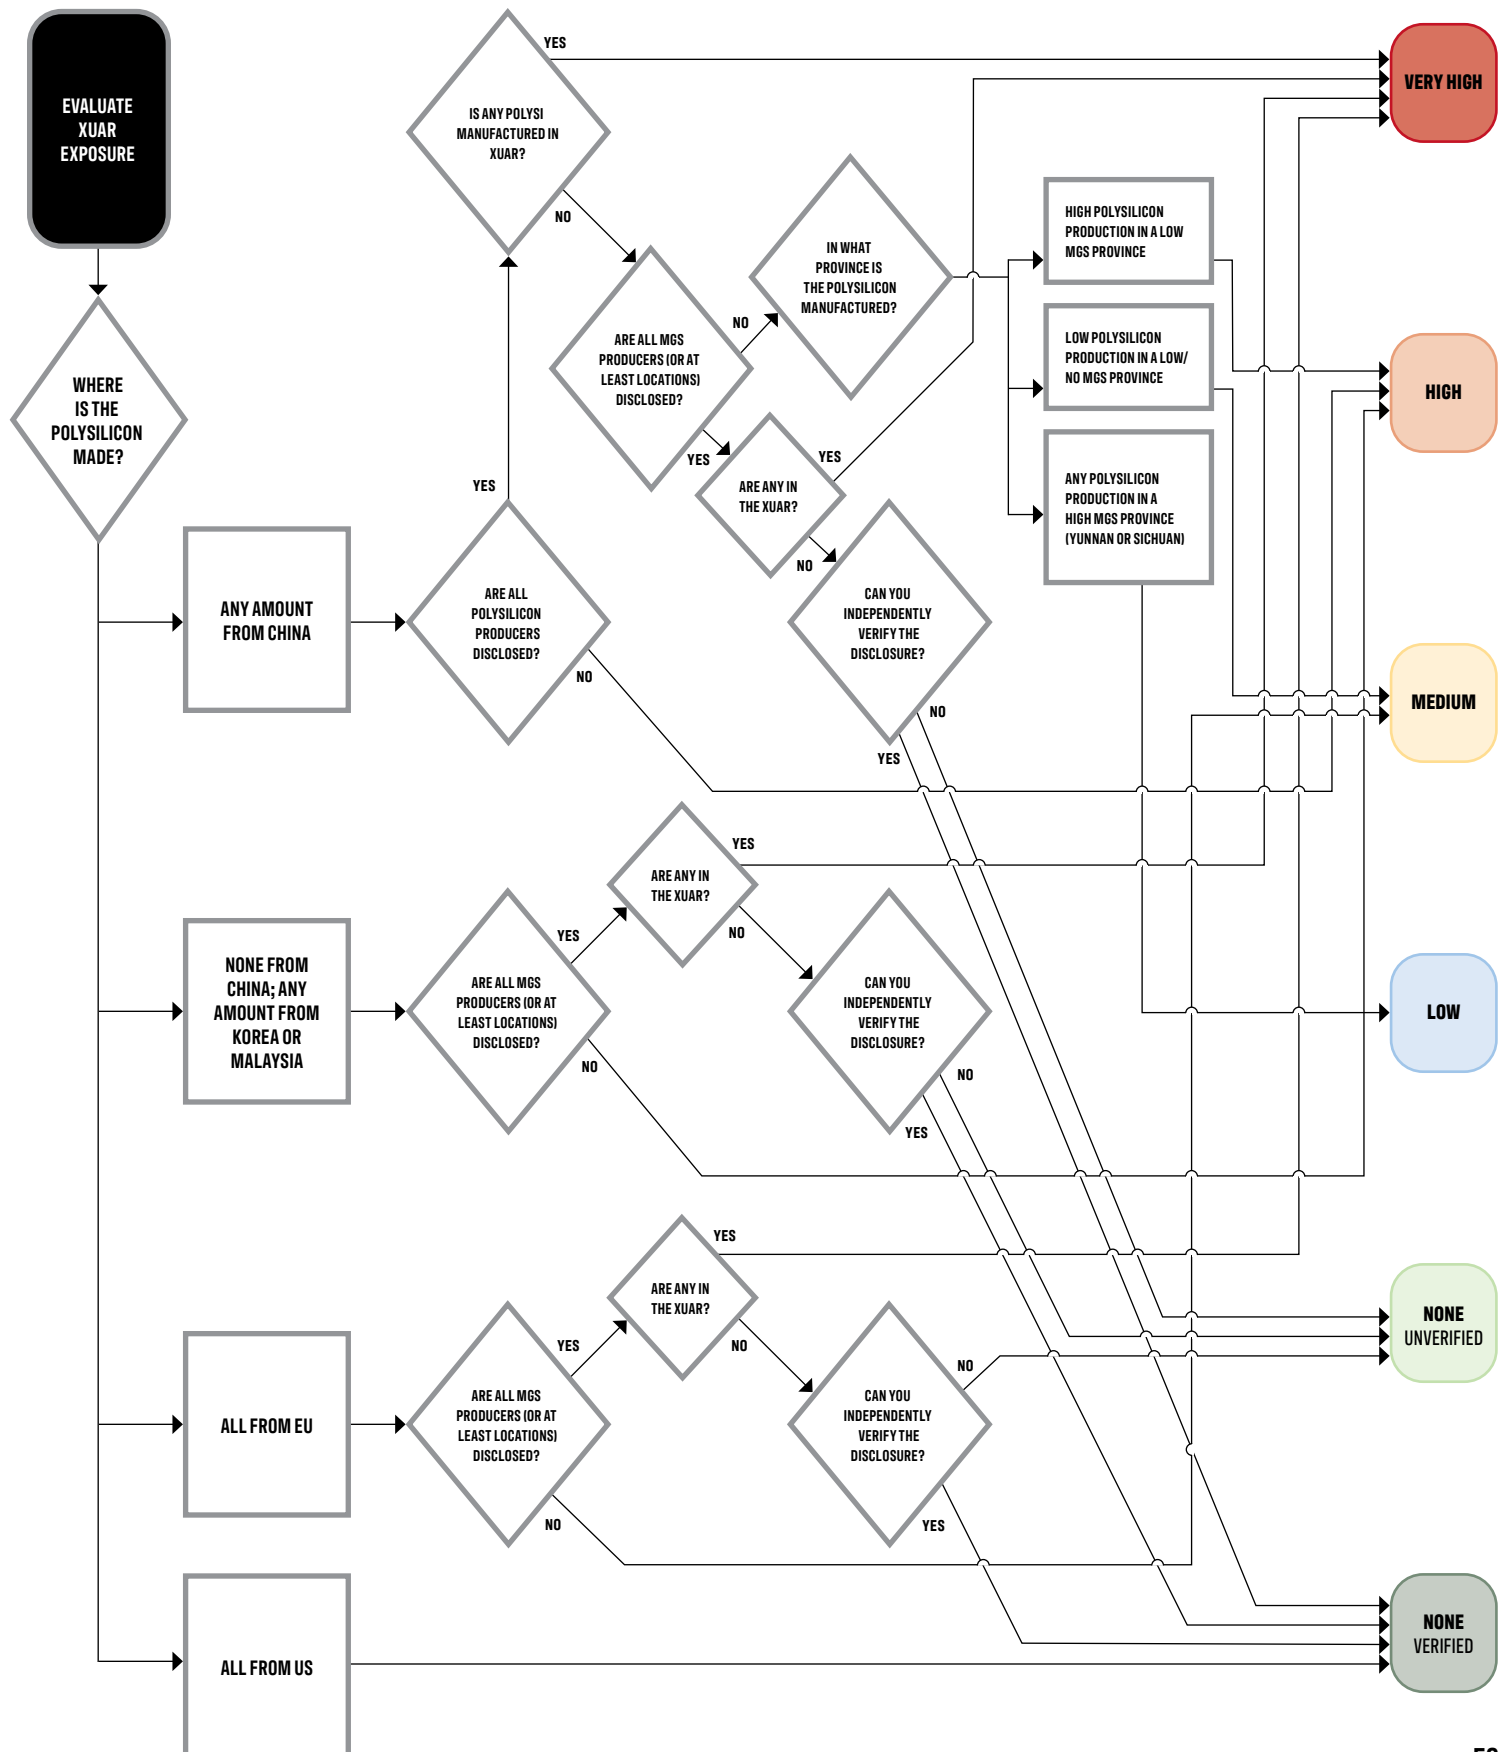 EVALUATE
XUAR
EXPOSURE
WHERE
IS THE
POLYSILICON
MADE?
ANY AMOUNT
FROM CHINA
NONE FROM
CHINA; ANY
AMOUNT FROM
KOREA OR
MALAYSIA
ALL FROM EU
ALL FROM US
YES
IS ANY POLYSI
MANUFACTURED IN
XUAR?
NO
YES
ARE ALL
POLYSILICON
PRODUCERS
DISCLOSED?
NO
ARE ALL MGS
PRODUCERS (OR AT
LEAST LOCATIONS)
DISCLOSED?
NO
YES
IN WHAT
PROVINCE IS
THE POLYSILICON
MANUFACTURED?
ARE ANY IN
THE XUAR?
YES
NO
CAN YOU
INDEPENDENTLY
VERIFY THE
DISCLOSURE?
NO
YES
HIGH POLYSILICON
PRODUCTION IN A LOW
MGS PROVINCE
LOW POLYSILICON
PRODUCTION IN A LOW/
NO MGS PROVINCE
ANY POLYSILICON
PRODUCTION IN A
HIGH MGS PROVINCE
(YUNNAN OR SICHUAN)
ARE ALL MGS
PRODUCERS (OR AT
LEAST LOCATIONS)
DISCLOSED?
YES
NO
ARE ANY IN
THE XUAR?
YES
NO
CAN YOU
INDEPENDENTLY
VERIFY THE
DISCLOSURE?
NO
YES
ARE ALL MGS
PRODUCERS (OR AT
LEAST LOCATIONS)
DISCLOSED?
YES
NO
ARE ANY IN
THE XUAR?
YES
NO
CAN YOU
INDEPENDENTLY
VERIFY THE
DISCLOSURE?
NO
YES
VERY HIGH
HIGH
MEDIUM
LOW
NONE
UNVERIFIED
NONE
VERIFIED